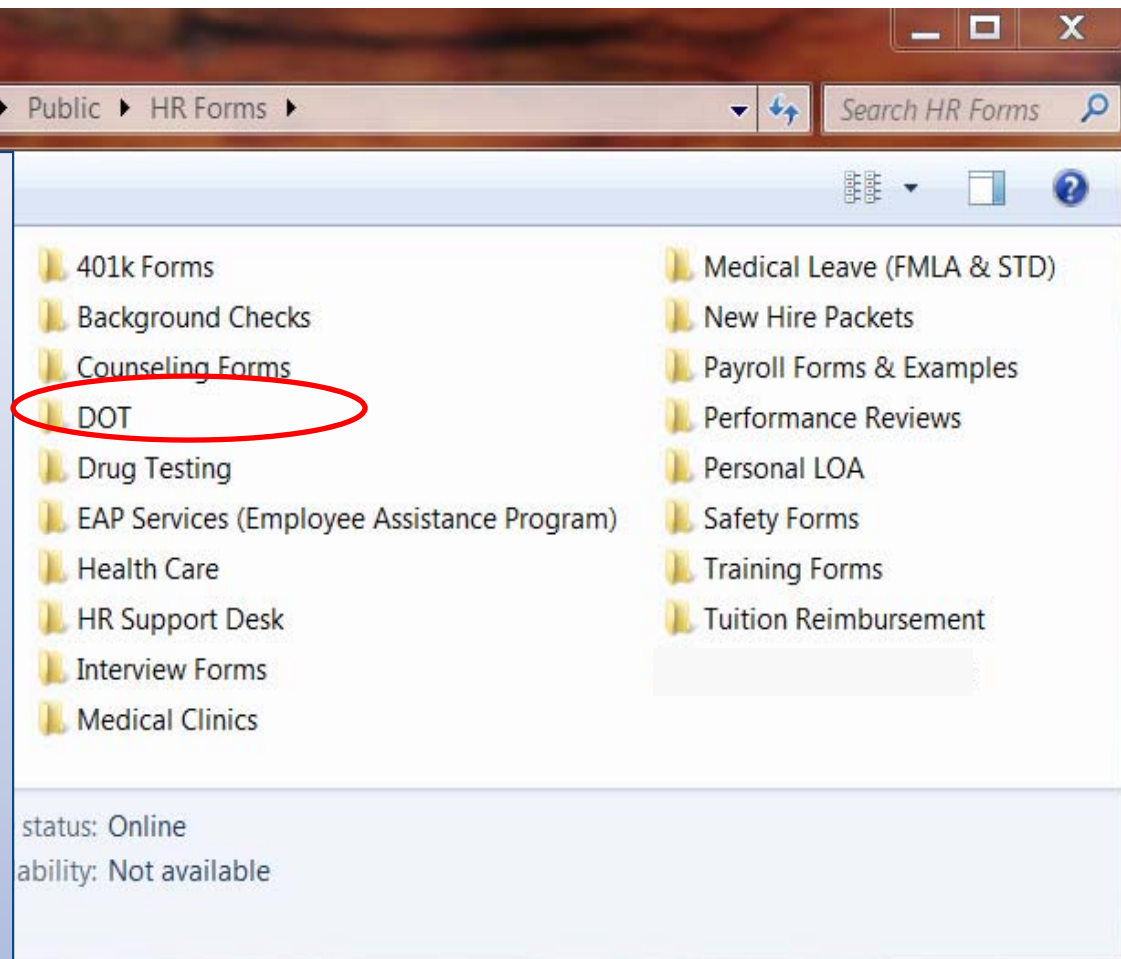 Public HR Forms
Search HR Forms
401k Forms
Background Checks
Counseling Forms
DOT
Drug Testing
EAP Services (Employee Assistance Program)
Health Care
HR Support Desk
Interview Forms
Medical Clinics
Medical Leave (FMLA & STD)
New Hire Packets
Payroll Forms & Examples
Performance Reviews
Personal LOA
Safety Forms
Training Forms
Tuition Reimbursement
status: Online
ability: Not available